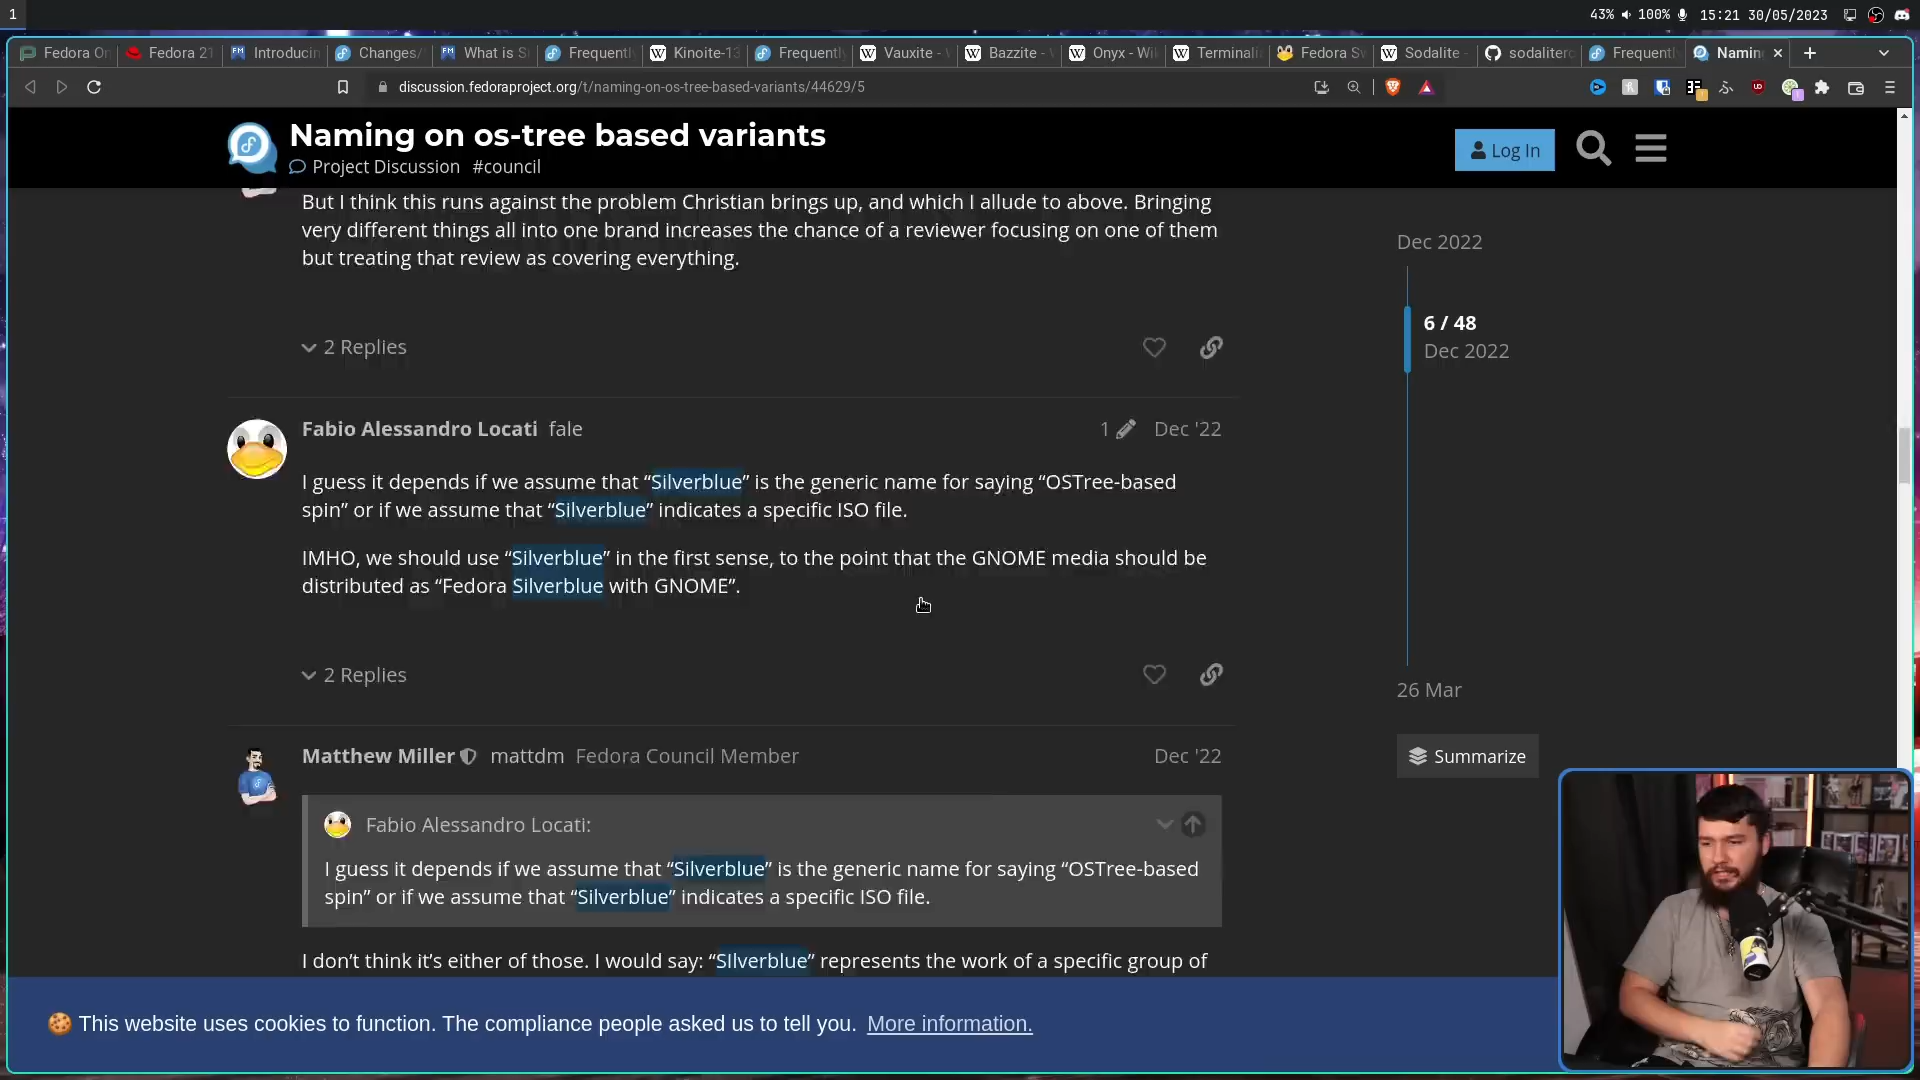 1
43% 100% 15:21 30/05/2023
Fedora On
Fedora 21
Introducin
Changes/
What is Si
Frequent
Kinoite-13
Frequently
Vauxite -
Bazzite -
Onyx - Wi
Terminali
Fedora Sw
Sodalite -
sodalitero
Frequentl
Namin
discussion.fedoraproject.org/t/naming-on-os-tree-based-variants/44629/5
Naming on os-tree based variants
Project Discussion #council
Log In
But I think this runs against the problem Christian brings up, and which I allude to above. Bringing
very different things all into one brand increases the chance of a reviewer focusing on one of them
but treating that review as covering everything.
2 Replies
Dec 2022
6 / 48
Dec 2022
26 Mar
Summarize
Fabio Alessandro Locati fale
1 Dec '22
I guess it depends if we assume that “Silverblue” is the generic name for saying “OSTree-based
spin” or if we assume that “Silverblue” indicates a specific ISO file.
IMHO, we should use “Silverblue” in the first sense, to the point that the GNOME media should be
distributed as “Fedora Silverblue with GNOME”.
2 Replies
Matthew Miller mattdm Fedora Council Member
Dec '22
Fabio Alessandro Locati:
I guess it depends if we assume that “Silverblue” is the generic name for saying “OSTree-based
spin” or if we assume that “Silverblue” indicates a specific ISO file.
I don’t think it’s either of those. I would say: “SIlverblue” represents the work of a specific group of
This website uses cookies to function. The compliance people asked us to tell you. More information.